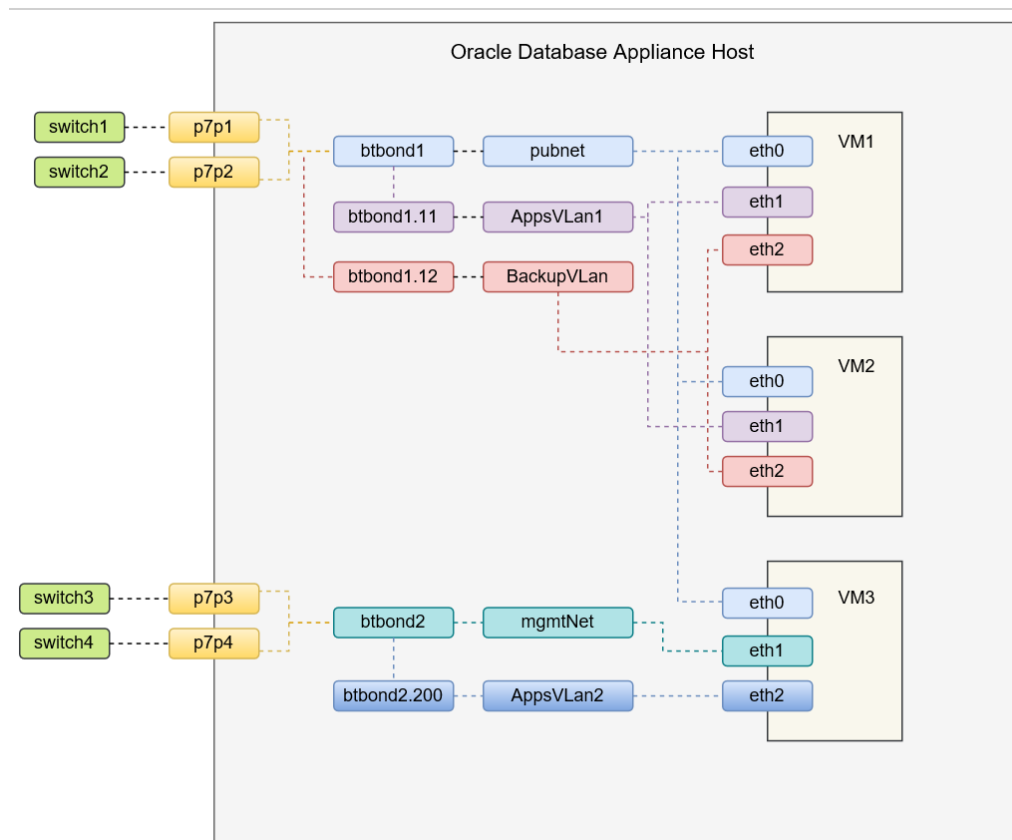 Oracle Database Appliance Host
switch1
p7p1
switch2
p7p2
btbond1
pubnet
btbond1.11
AppsVLan1
btbond1.12
BackupVLan
eth0
VM1
eth1
eth2
VM2
eth0
eth1
eth2
switch3
p7p3
switch4
p7p4
btbond2
mgmtNet
btbond2.200
AppsVLan2
eth0
VM3
eth1
eth2